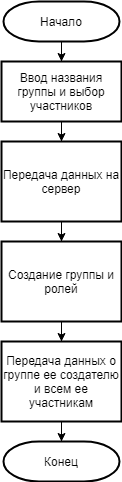 Начало
Ввод названия
группы и выбор
участников
Передача данных на
сервер
Создание группы и
ролей
Передача данных о
группе ее создателю
и всем ее
участникам
Конец